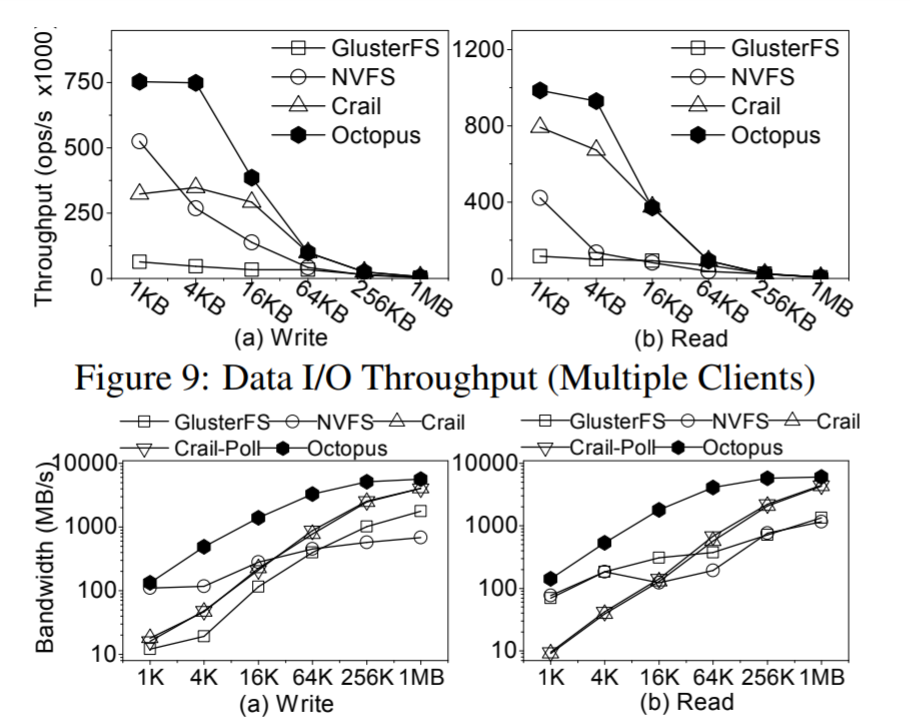 GlusterFS
NVFS
Crail
Octopus
Throughput (ops/s x1000)
750
500
250
0
1KB 4KB 16KB 64KB 256KB 1MB
(a) Write
GlusterFS
NVFS
Crail
Octopus
1200
800
400
0
1KB 4KB 16KB 64KB 256KB 1MB
(b) Read
Figure 9: Data I/O Throughput (Multiple Clients)
GlusterFS NVFS Crail
Crail-Poll Octopus
Bandwidth (MB/s)
10000
1000
100
10
1K 4K 16K 64K 256K 1MB
(a) Write
GlusterFS NVFS Crail
Crail-Poll Octopus
10000
1000
100
10
1K 4K 16K 64K 256K 1MB
(b) Read